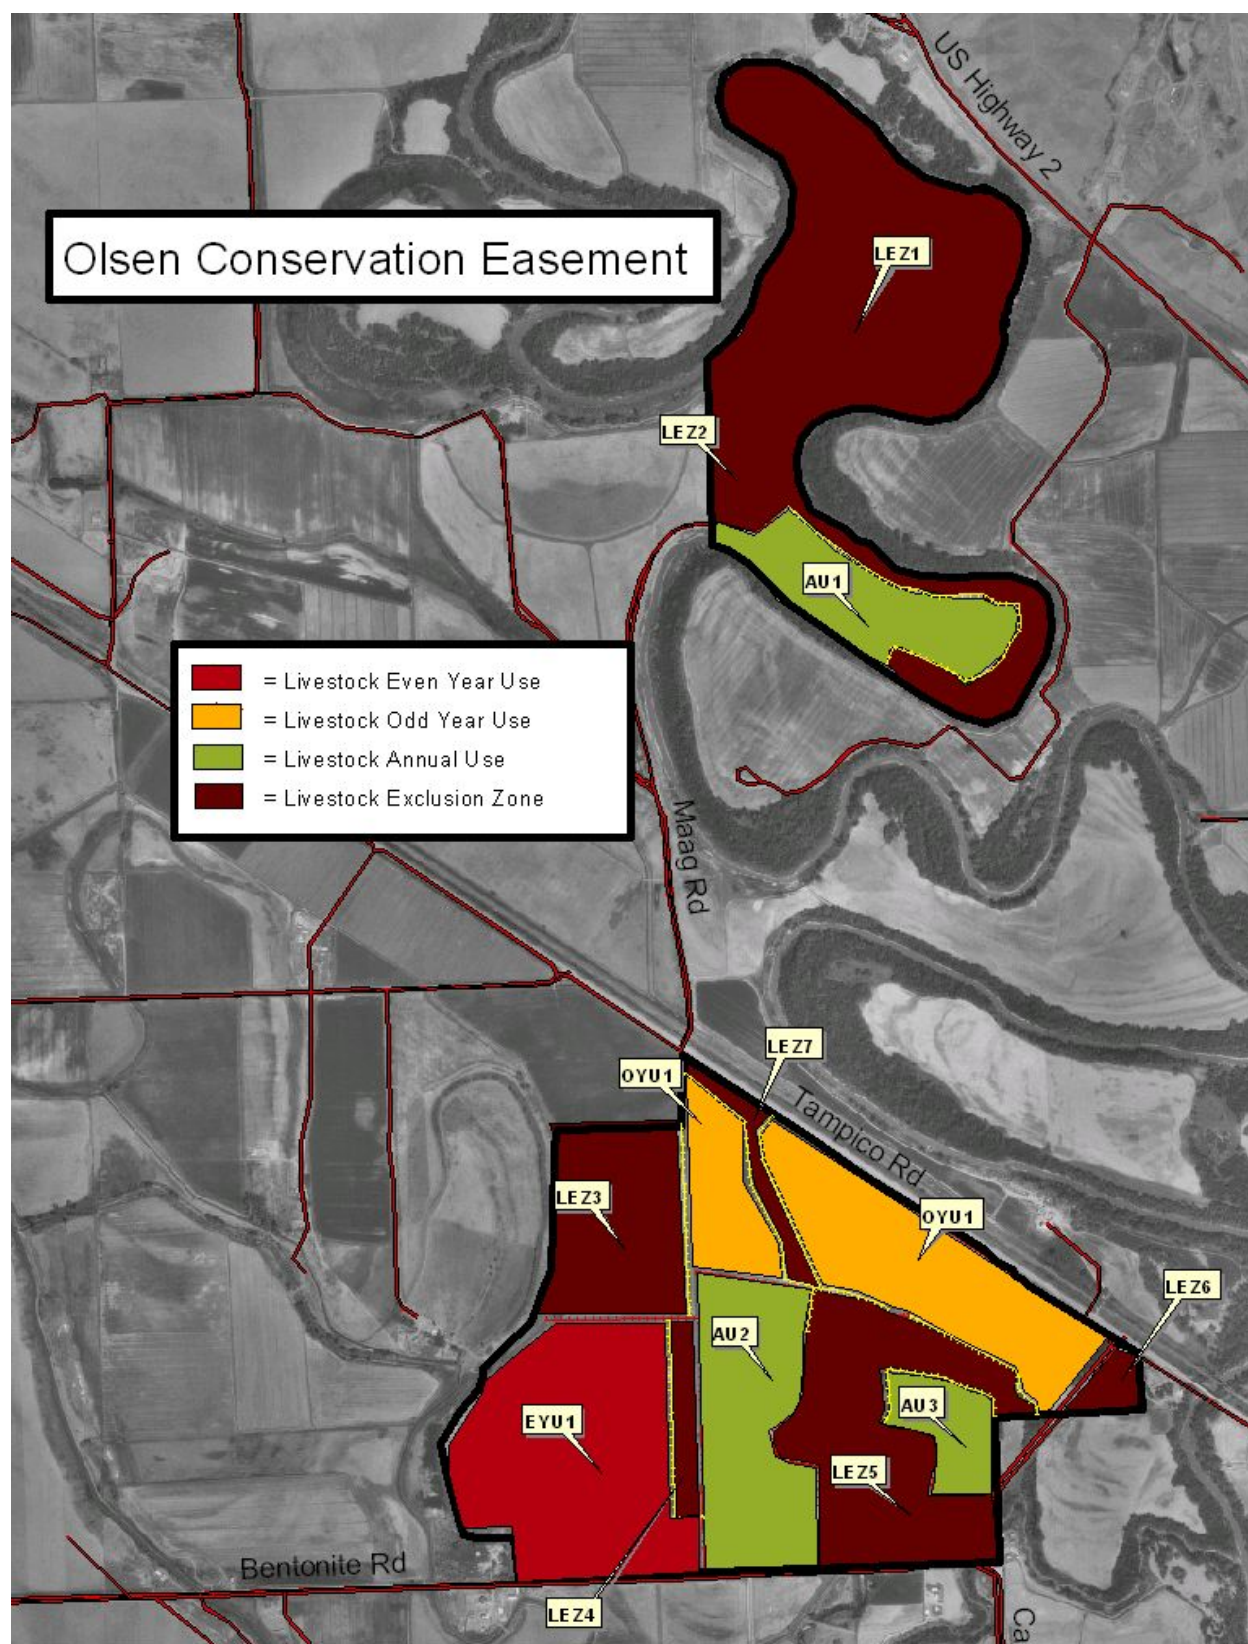 US Highway 2
Olsen Conservation Easement
LEZ1
LEZ2
AU1
= Livestock Even Year Use
= Livestock Odd Year Use
= Livestock Annual Use
= Livestock Exclusion Zone
Maag Rd
LEZ7
OYU1
Tampico Rd
LEZ3
OYU1
LEZ6
AU2
AU3
EYU1
LEZ5
Bentonite Rd
LEZ4
Ca